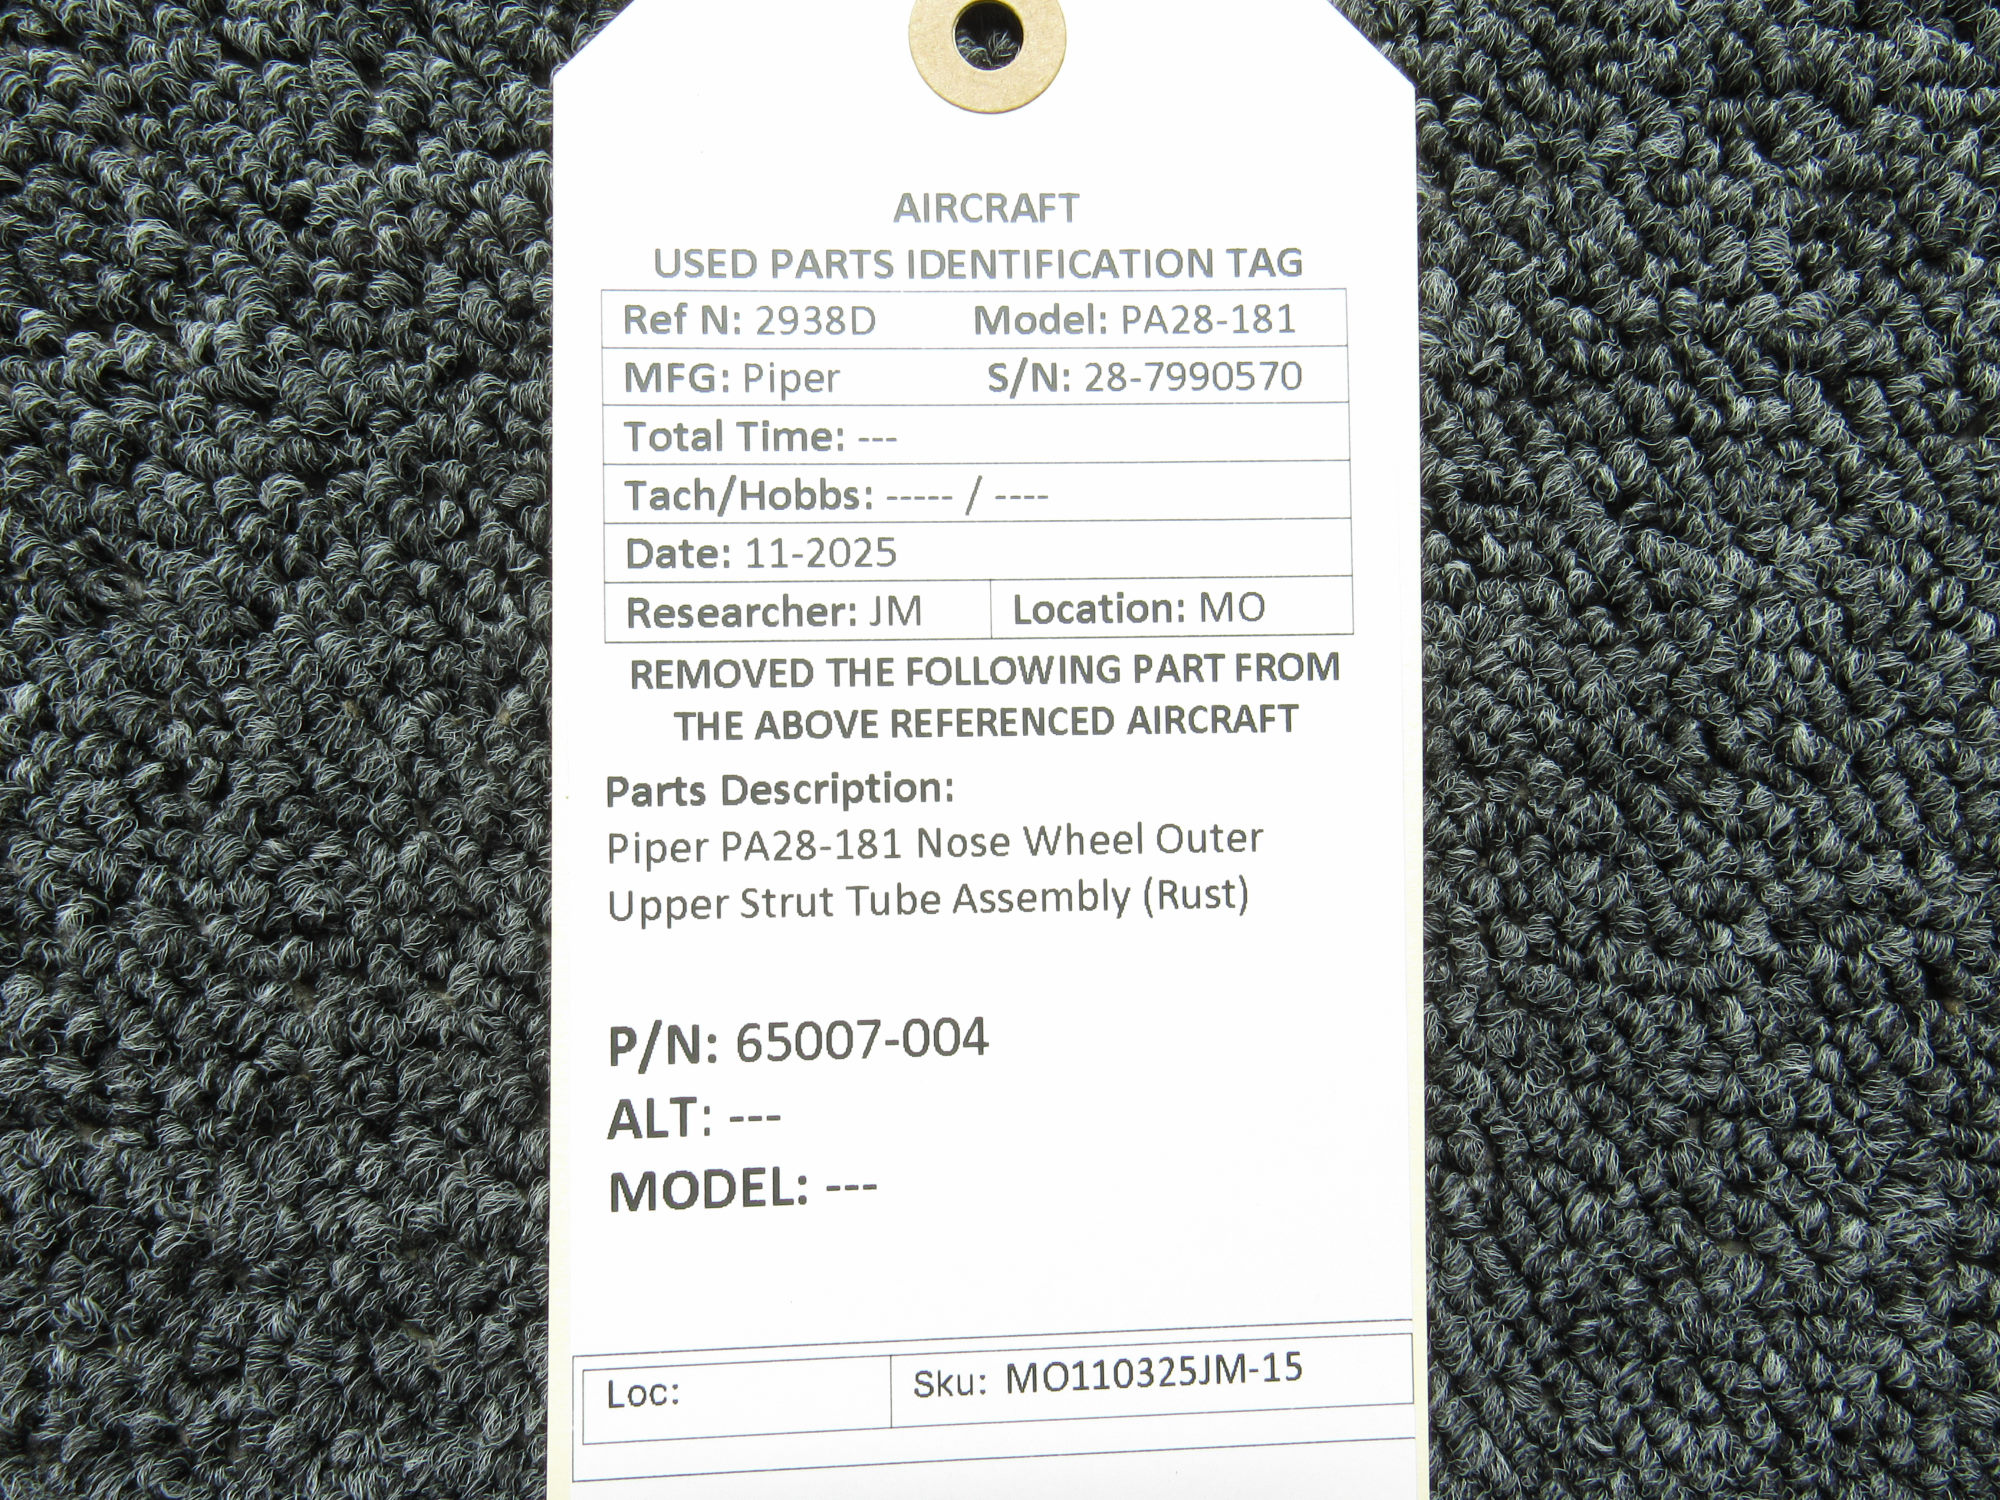 AIRCRAFT
USED PARTS IDENTIFICATION TAG
Ref N: 2938D Model: PA28-181
MFG: Piper S/N: 28-7990570
Total Time: ---
Tach/Hobbs: ----- / ----
Date: 11-2025
Researcher: JM Location: MO
REMOVED THE FOLLOWING PART FROM
THE ABOVE REFERENCED AIRCRAFT
Parts Description:
Piper PA28-181 Nose Wheel Outer
Upper Strut Tube Assembly (Rust)
P/N: 65007-004
ALT: ---
MODEL: ---
Loc: Sku: MO110325JM-15